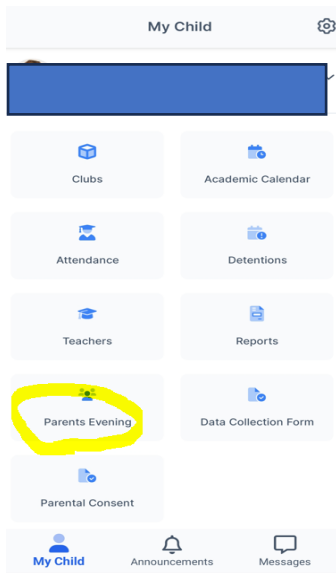 My Child
Clubs
Academic Calendar
Attendance
Detentions
Teachers
Reports
Parents Evening
Data Collection Form
Parental Consent
My Child
Announcements
Messages